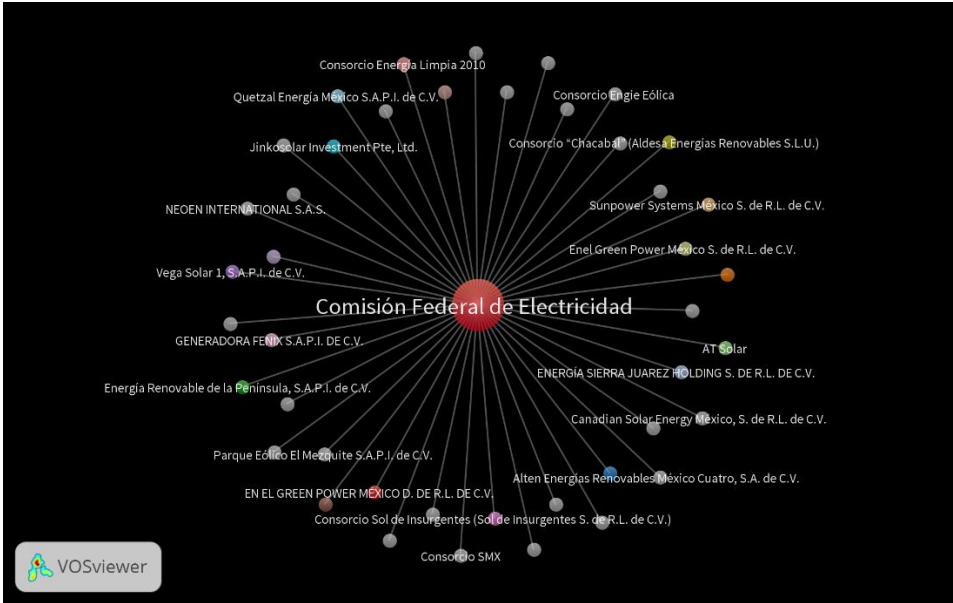 Consorcio Energía Limpia 2010
Quetzal Energía México S.A.P.I. de C.V.
Consorcio Engie Eólica
Jinkosolar Investment Pte, Ltd.
Consorcio "Chacabal" (Aldesa Energias Renovables S.L.U.)
NEOEN INTERNATIONAL S.A.S.
Sunpower Systems México S. de R.L. de C.V.
Enel Green Power México S. de R.L. de C.V.
Vega Solar 1, S.A.P.I. de C.V.
Comisión Federal de Electricidad
GENERADORA FENIX S.A.P.I. DE C.V.
AT Solar
ENERGÍA SIERRA JUAREZ HOLDING S. DE R.L. DE C.V.
Energía Renovable de la Península, S.A.P.I. de C.V.
Canadian Solar Energy México, S. de R.L. de C.V.
Parque Eólico El Mezquite S.A.P.I. de C.V.
Alten Energías Renovables México Cuatro, S.A. de C.V.
EN EL GREEN POWER MÉXICO D. DE R.L. DE C.V.
Consorcio Sol de Insurgentes (Sol de Insurgentes S. de R.L. de C.V.)
Consorcio SMX
VOSviewer